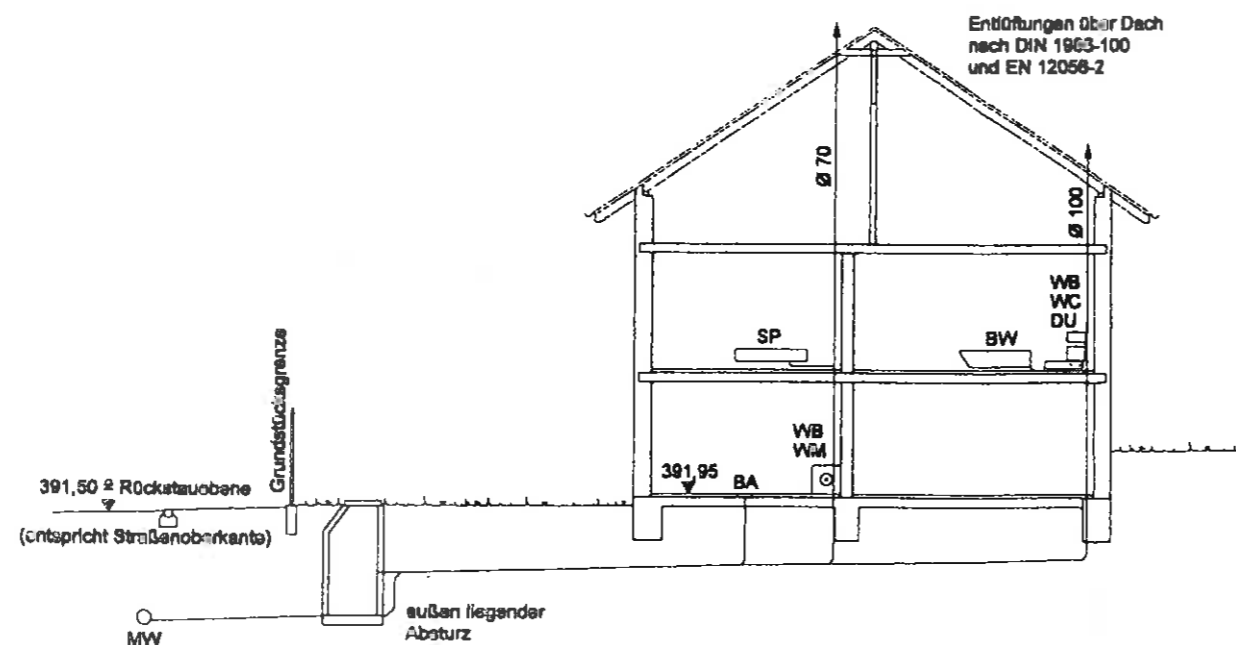 Entlüftungen über Dach
nach DIN 1986-100
und EN 12056-2
Ø 70
Ø 100
WB
WC
DU
SP
BW
Grundstücksgrenze
WB
WM
391,95
BA
391,50 ≙ Rückstauebene
(entspricht Straßenoberkante)
außen liegender
Absturz
MW